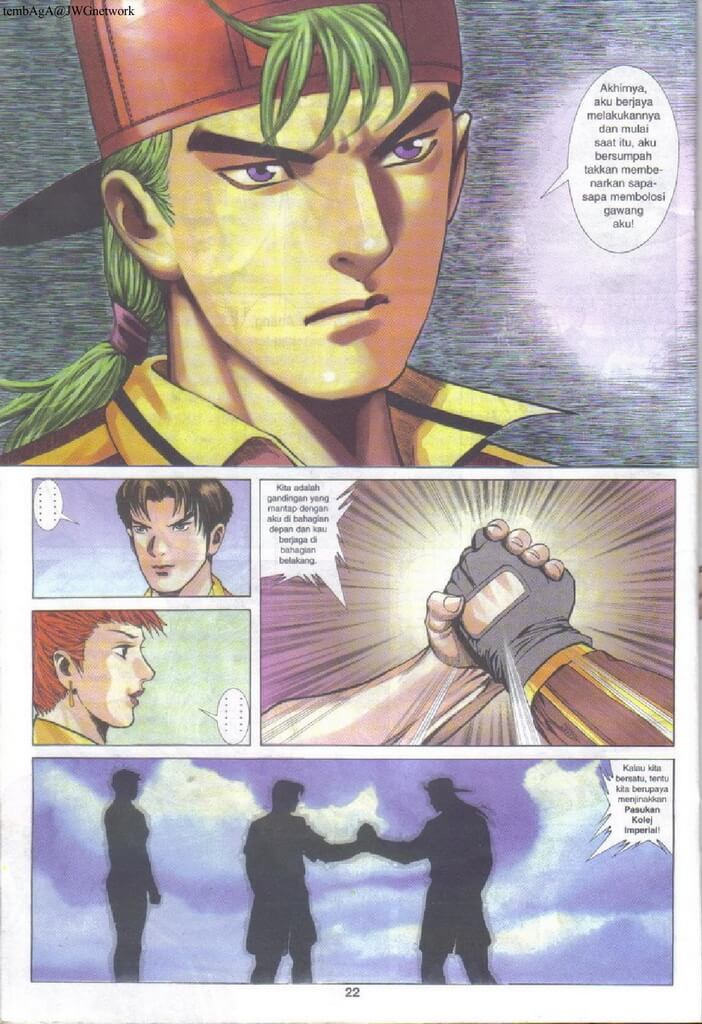 tembAgA@JWGnetwork
Akhirnya,
aku berjaya
melakukannya
dan mulai
saat itu, aku
bersumpah
takkan membe-
narkan sapa-
sapa membolosi
gawang
aku!
Kita adalah
gandingan yang
mantap dengan
aku di bahagian
depan dan kau
berjaga di
bahagian
belakang.
Kalau kita
bersatu, tentu
kita berupaya
menjinakkan
Pasukan
Kolej
Imperial!
22